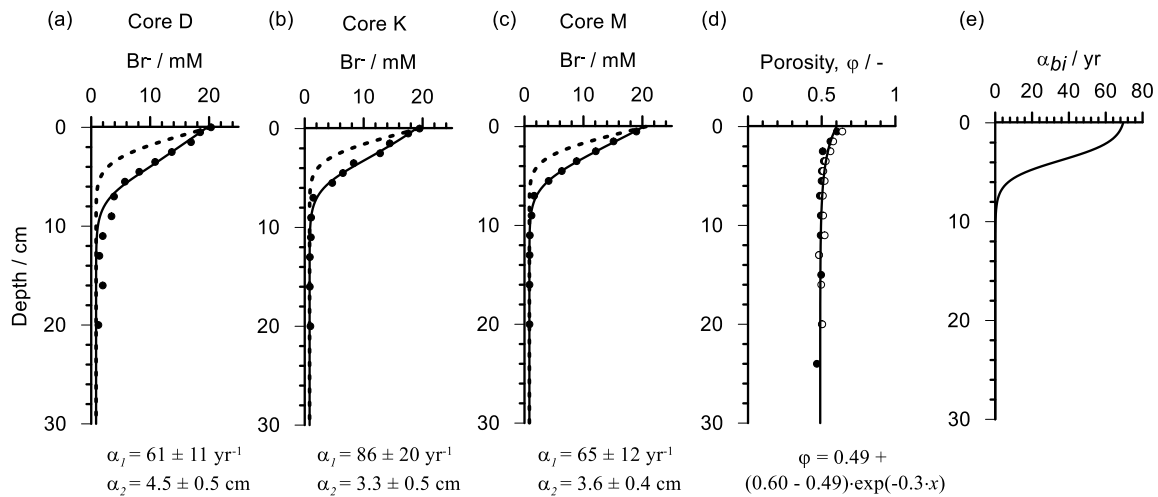 (a) Core D
Br⁻ / mM
0 10 20
0
10
20
30
Depth / cm
α₁ = 61 ± 11 yr⁻¹
α₂ = 4.5 ± 0.5 cm
(b) Core K
Br⁻ / mM
0 10 20
0
10
20
30
α₁ = 86 ± 20 yr⁻¹
α₂ = 3.3 ± 0.5 cm
(c) Core M
Br⁻ / mM
0 10 20
0
10
20
30
α₁ = 65 ± 12 yr⁻¹
α₂ = 3.6 ± 0.4 cm
(d)
Porosity, φ / -
0 0.5 1
0
10
20
30
φ = 0.49 +
(0.60 - 0.49)·exp(-0.3·x)
(e)
α_bi / yr
0 20 40 60 80
0
10
20
30